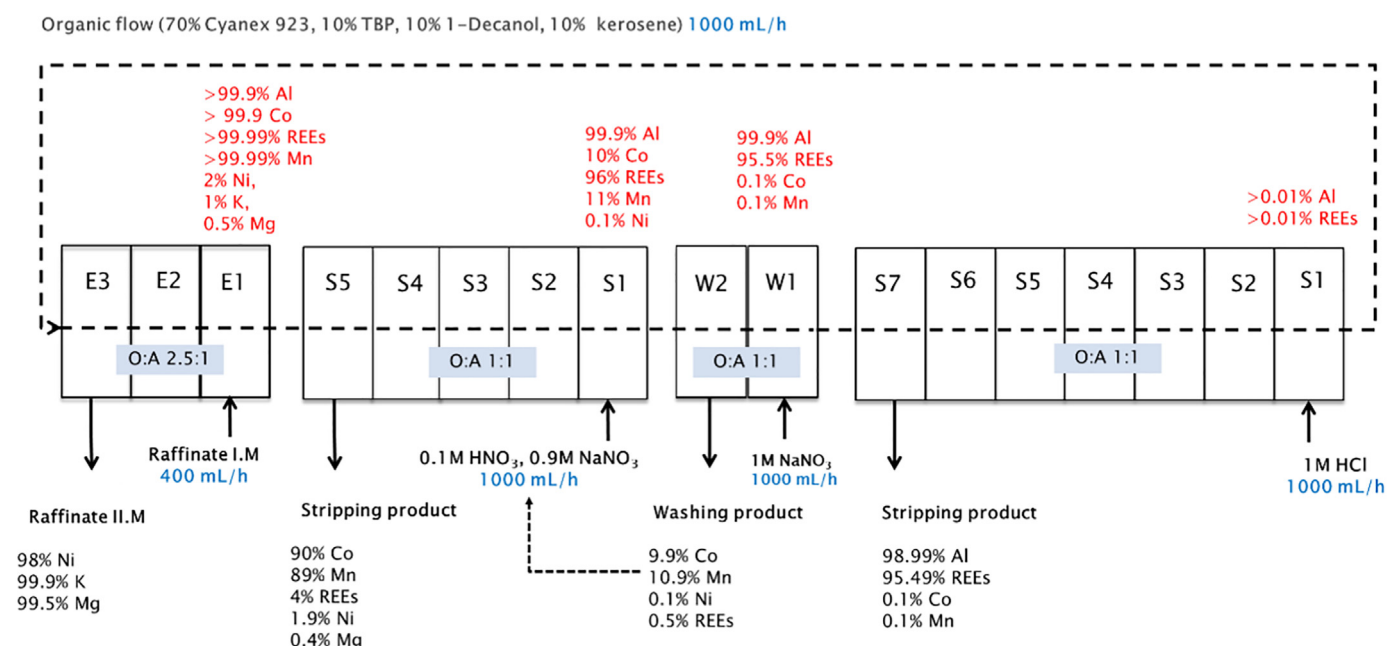 Organic flow (70% Cyanex 923, 10% TBP, 10% 1-Decanol, 10% kerosene) 1000 mL/h
>99.9% Al
> 99.9 Co
>99.99% REEs
>99.99% Mn
2% Ni,
1% K,
0.5% Mg
99.9% Al
10% Co
96% REEs
11% Mn
0.1% Ni
99.9% Al
95.5% REEs
0.1% Co
0.1% Mn
>0.01% Al
>0.01% REEs
E3 E2 E1
S5 S4 S3 S2 S1
W2 W1
S7 S6 S5 S4 S3 S2 S1
O:A 2.5:1
O:A 1:1
O:A 1:1
O:A 1:1
Raffinate I.M
400 mL/h
0.1M HNO₃, 0.9M NaNO₃
1000 mL/h
1M NaNO₃
1000 mL/h
1M HCl
1000 mL/h
Raffinate II.M
98% Ni
99.9% K
99.5% Mg
Stripping product
90% Co
89% Mn
4% REEs
1.9% Ni
0.4% Mg
Washing product
9.9% Co
10.9% Mn
0.1% Ni
0.5% REEs
Stripping product
98.99% Al
95.49% REEs
0.1% Co
0.1% Mn